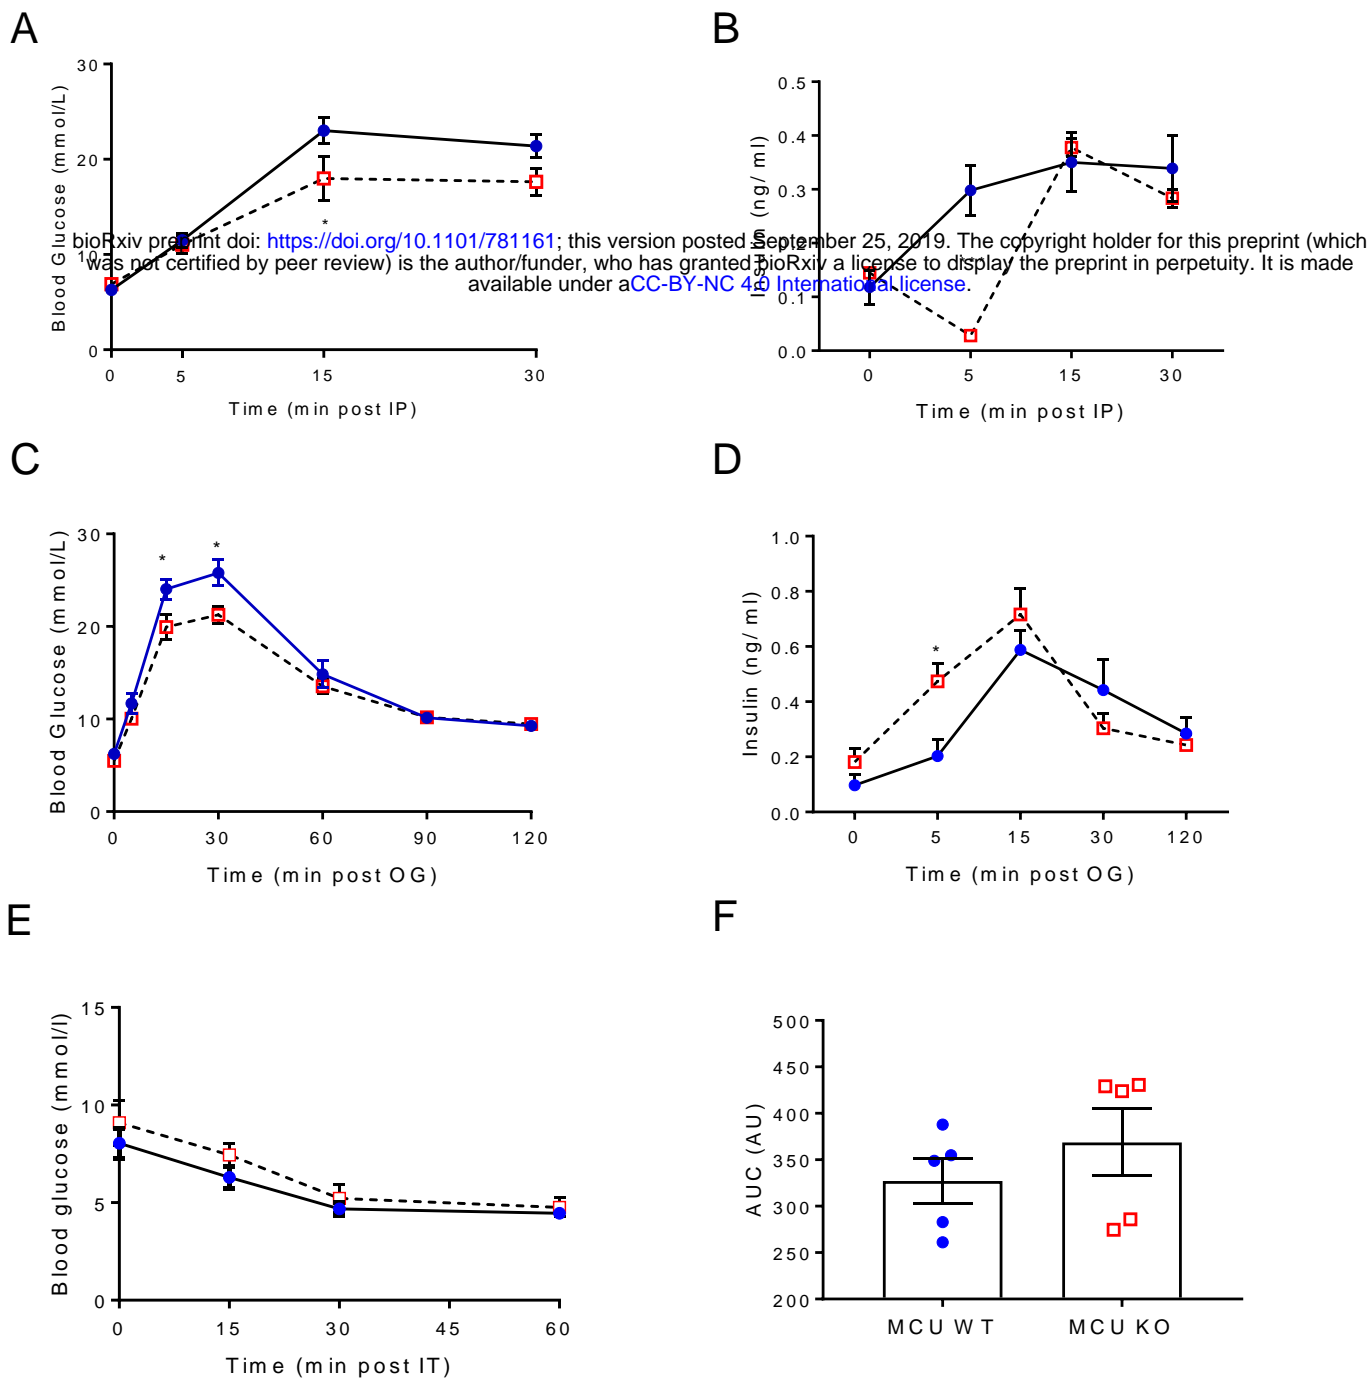 A
B
30
20
10
0
Blood Glucose (mmol/L)
*
0 5 15 30
Time (min post IP)
0.5
0.4
0.3
0.2
0.1
0.0
Insulin (ng/ml)
0 5 15 30
Time (min post IP)
bioRxiv preprint doi: https://doi.org/10.1101/781161; this version posted September 25, 2019. The copyright holder for this preprint (which
was not certified by peer review) is the author/funder, who has granted bioRxiv a license to display the preprint in perpetuity. It is made
available under aCC-BY-NC 4.0 International license.
C
D
30
20
10
0
Blood Glucose (mmol/L)
* *
0 30 60 90 120
Time (min post OG)
1.0
0.8
0.6
0.4
0.2
0.0
Insulin (ng/ml)
*
0 5 15 30 120
Time (min post OG)
E
F
15
10
5
0
Blood glucose (mmol/l)
0 15 30 45 60
Time (min post IT)
500
450
400
350
300
250
200
AUC (AU)
MCU WT MCU KO